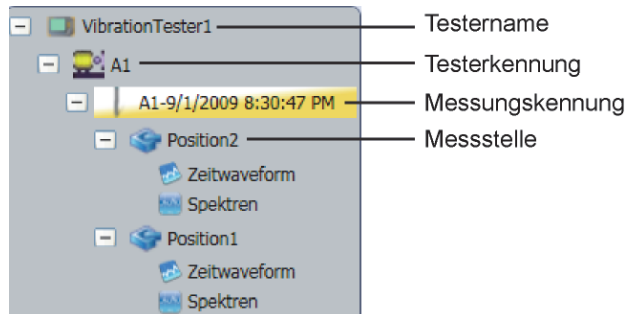 VibrationTester1 Testername
A1 Testerkennung
A1-9/1/2009 8:30:47 PM Messungskennung
Position2 Messstelle
Zeitwaveform
Spektren
Position1
Zeitwaveform
Spektren